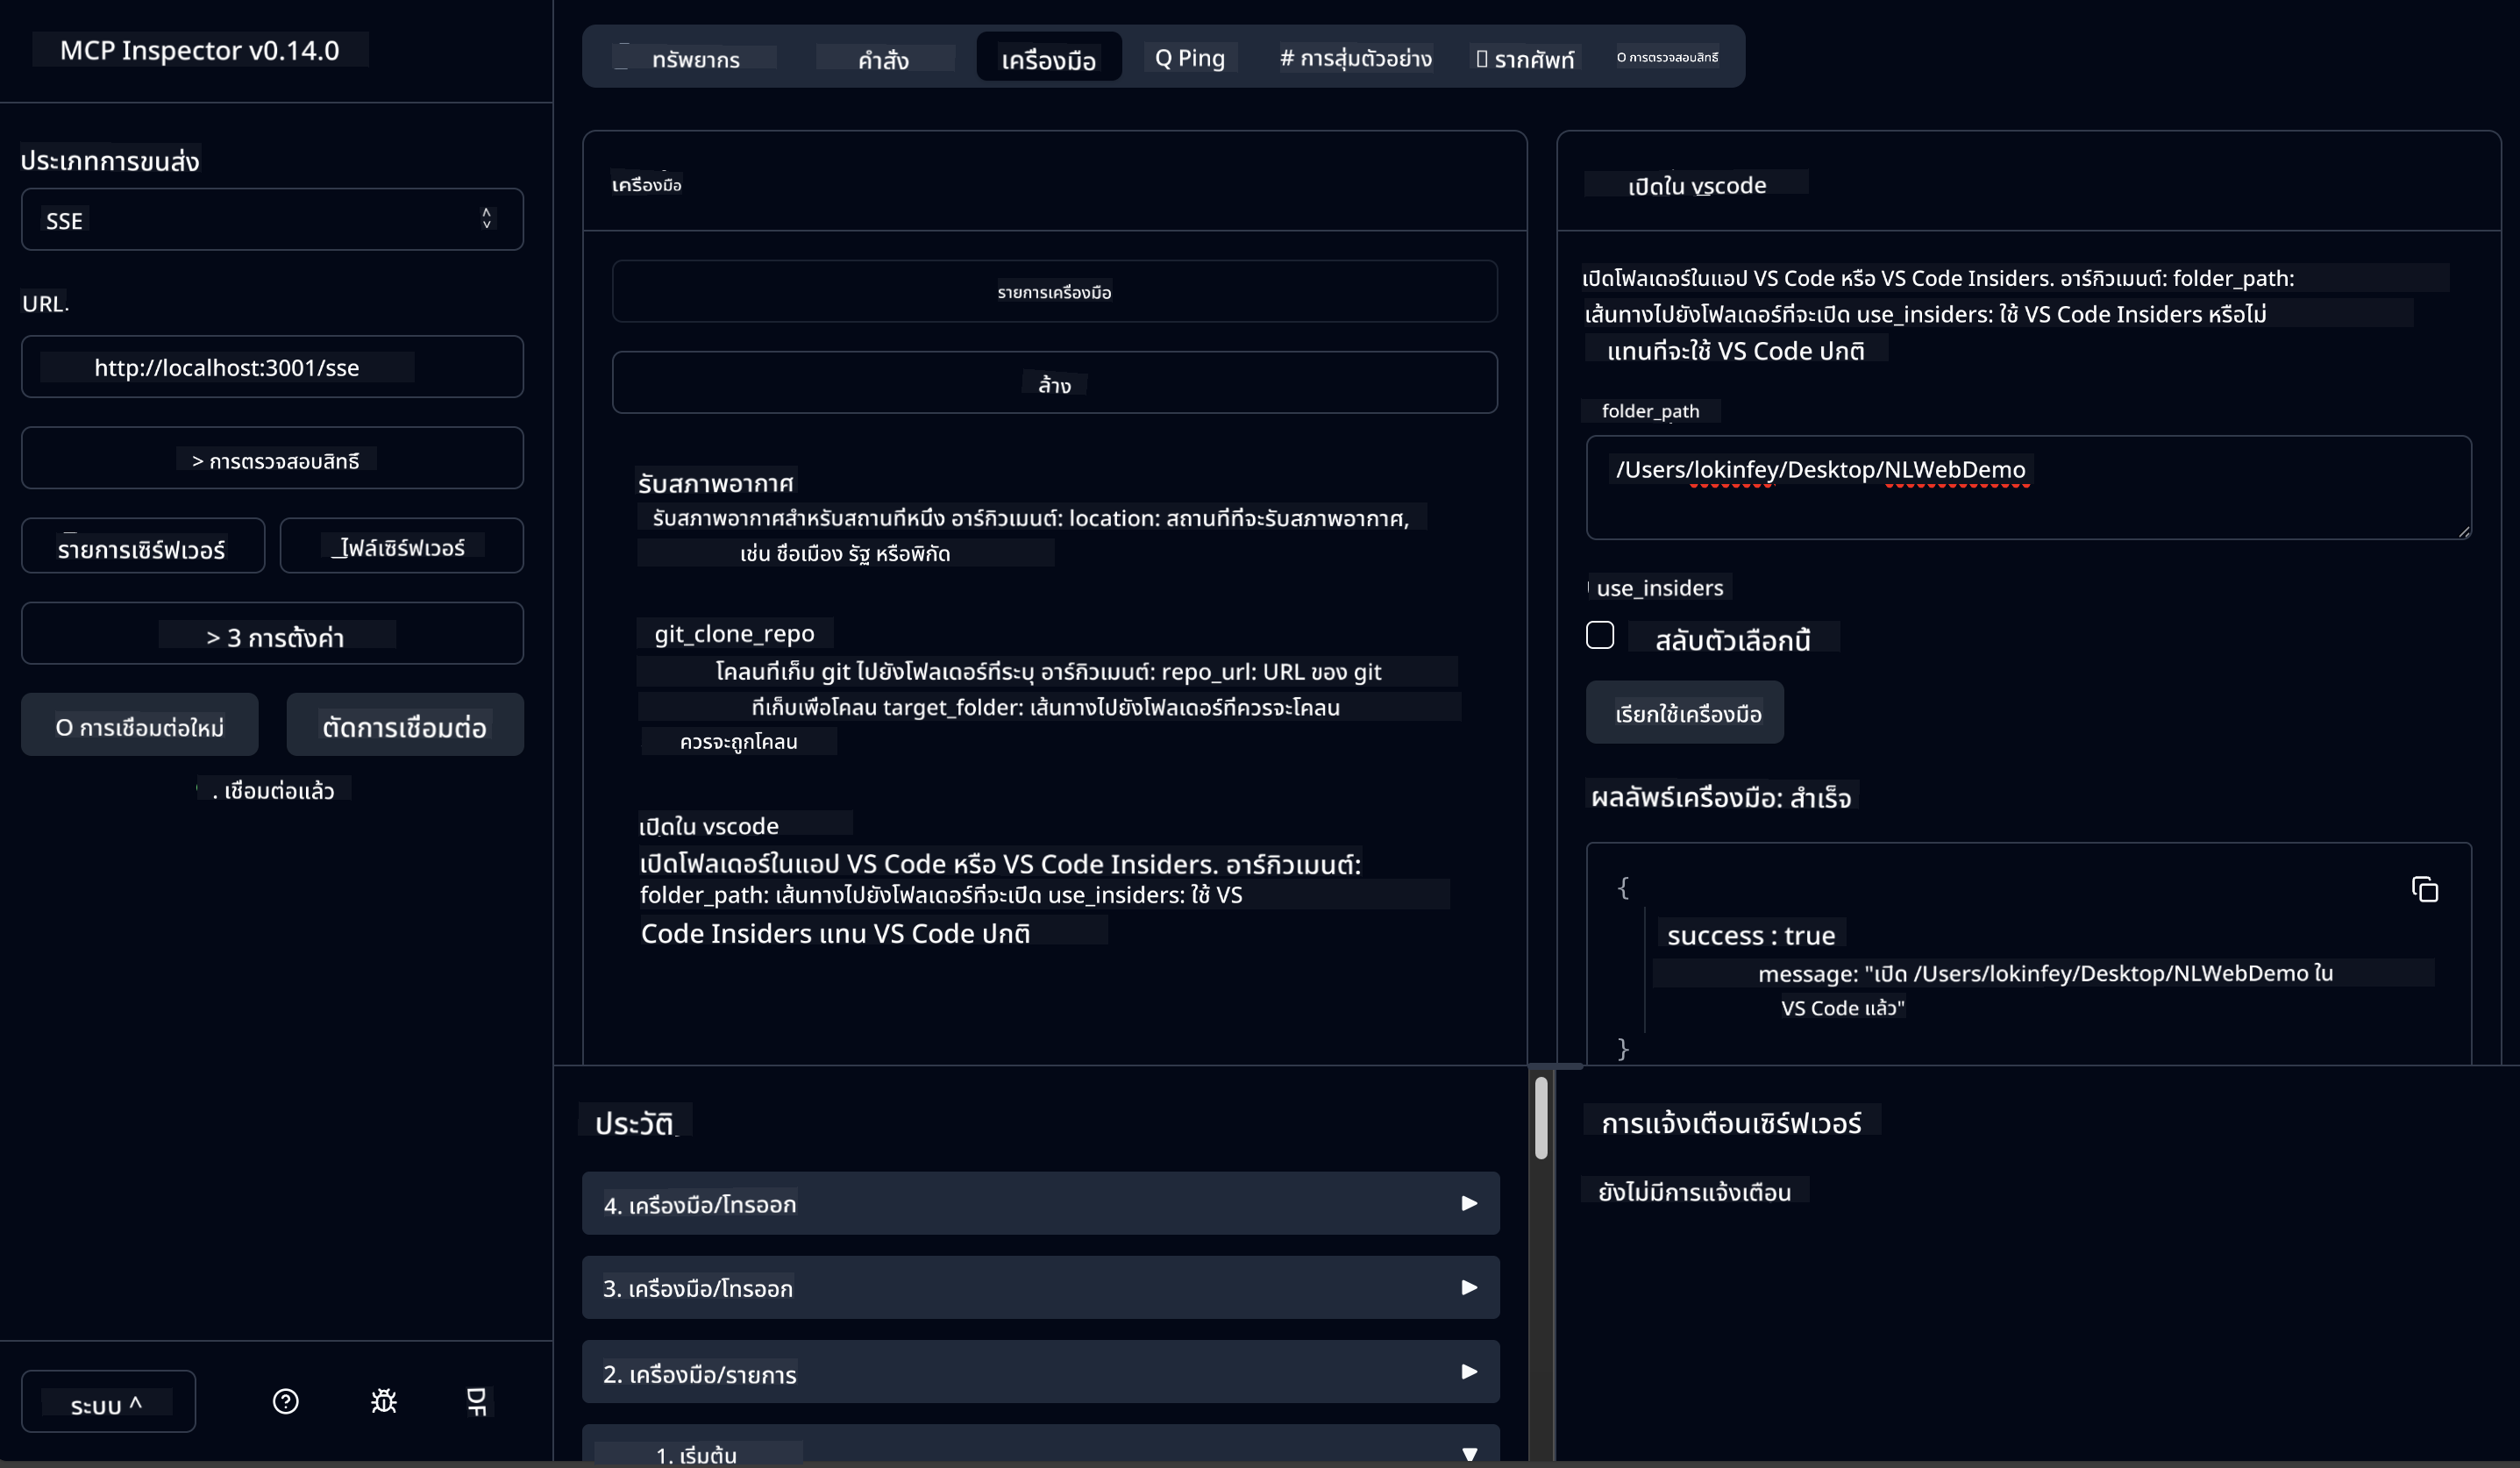 MCP Inspector v0.14.0
ประเภทการขนส่ง
SSE
URL.
http://localhost:3001/sse
> การตรวจสอบสิทธิ์
รายการเซิร์ฟเวอร์
ไฟล์เซิร์ฟเวอร์
> 3 การตั้งค่า
O การเชื่อมต่อใหม่
ตัดการเชื่อมต่อ
. เชื่อมต่อแล้ว
ระบบ ^
ทรัพยากร
คำสั่ง
เครื่องมือ
Q Ping
# การสุ่มตัวอย่าง
รากศัพท์
O การตรวจสอบสิทธิ์
เครื่องมือ
รายการเครื่องมือ
ล้าง
รับสภาพอากาศ
รับสภาพอากาศสำหรับสถานที่หนึ่ง อาร์กิวเมนต์: location: สถานที่ที่จะรับสภาพอากาศ,
เช่น ชื่อเมือง รัฐ หรือพิกัด
git_clone_repo
โคลนที่เก็บ git ไปยังโฟลเดอร์ที่ระบุ อาร์กิวเมนต์: repo_url: URL ของ git
ที่เก็บเพื่อโคลน target_folder: เส้นทางไปยังโฟลเดอร์ที่ควรจะโคลน
ควรจะถูกโคลน
เปิดใน vscode
เปิดโฟลเดอร์ในแอป VS Code หรือ VS Code Insiders. อาร์กิวเมนต์:
folder_path: เส้นทางไปยังโฟลเดอร์ที่จะเปิด use_insiders: ใช้ VS
Code Insiders แทน VS Code ปกติ
เปิดใน vscode
เปิดโฟลเดอร์ในแอป VS Code หรือ VS Code Insiders. อาร์กิวเมนต์: folder_path:
เส้นทางไปยังโฟลเดอร์ที่จะเปิด use_insiders: ใช้ VS Code Insiders หรือไม่
แทนที่จะใช้ VS Code ปกติ
folder_path
/Users/lokinfey/Desktop/NLWebDemo
use_insiders
สลับตัวเลือกนี้
เรียกใช้เครื่องมือ
ผลลัพธ์เครื่องมือ: สำเร็จ
{
success : true
message: "เปิด /Users/lokinfey/Desktop/NLWebDemo ใน
VS Code แล้ว"
}
ประวัติ
4. เครื่องมือ/โทรออก
3. เครื่องมือ/โทรออก
2. เครื่องมือ/รายการ
1. เริ่มต้น
การแจ้งเตือนเซิร์ฟเวอร์
ยังไม่มีการแจ้งเตือน